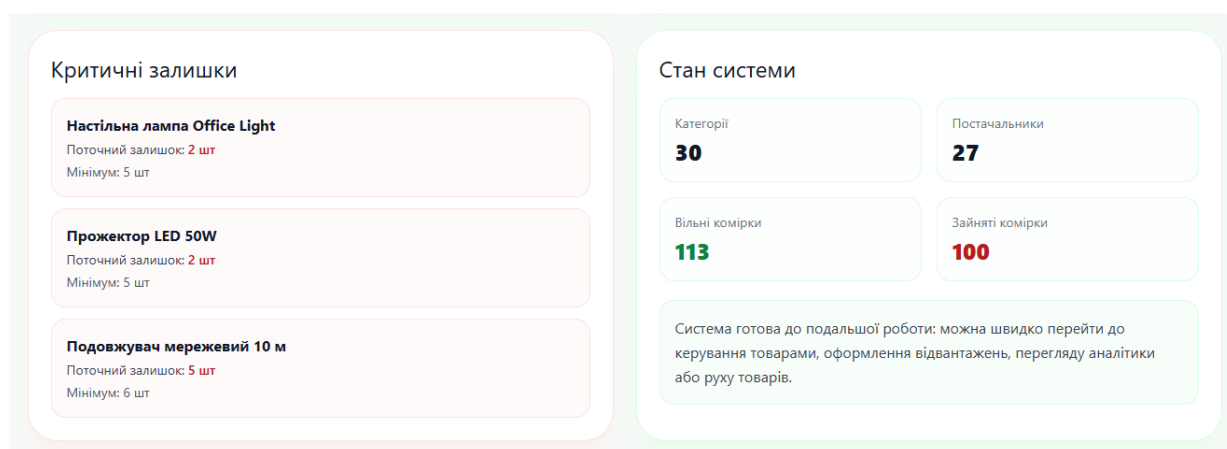 Критичні залишки
Настільна лампа Office Light
Поточний залишок: 2 шт
Мінімум: 5 шт
Прожектор LED 50W
Поточний залишок: 2 шт
Мінімум: 5 шт
Подовжувач мережевий 10 м
Поточний залишок: 5 шт
Мінімум: 6 шт
Стан системи
Категорії
30
Постачальники
27
Вільні комірки
113
Зайняті комірки
100
Система готова до подальшої роботи: можна швидко перейти до
керування товарами, оформлення відвантажень, перегляду аналітики
або руху товарів.